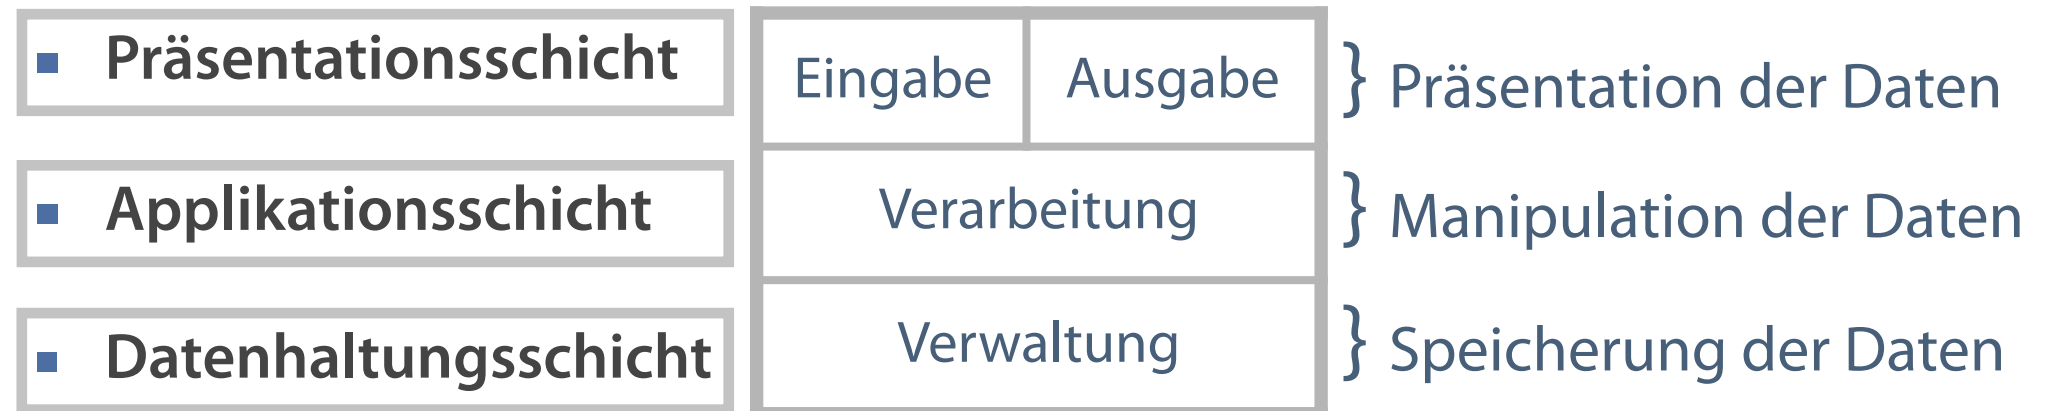 ▪ Präsentationsschicht
Eingabe Ausgabe } Präsentation der Daten
▪ Applikationsschicht
Verarbeitung } Manipulation der Daten
▪ Datenhaltungsschicht
Verwaltung } Speicherung der Daten